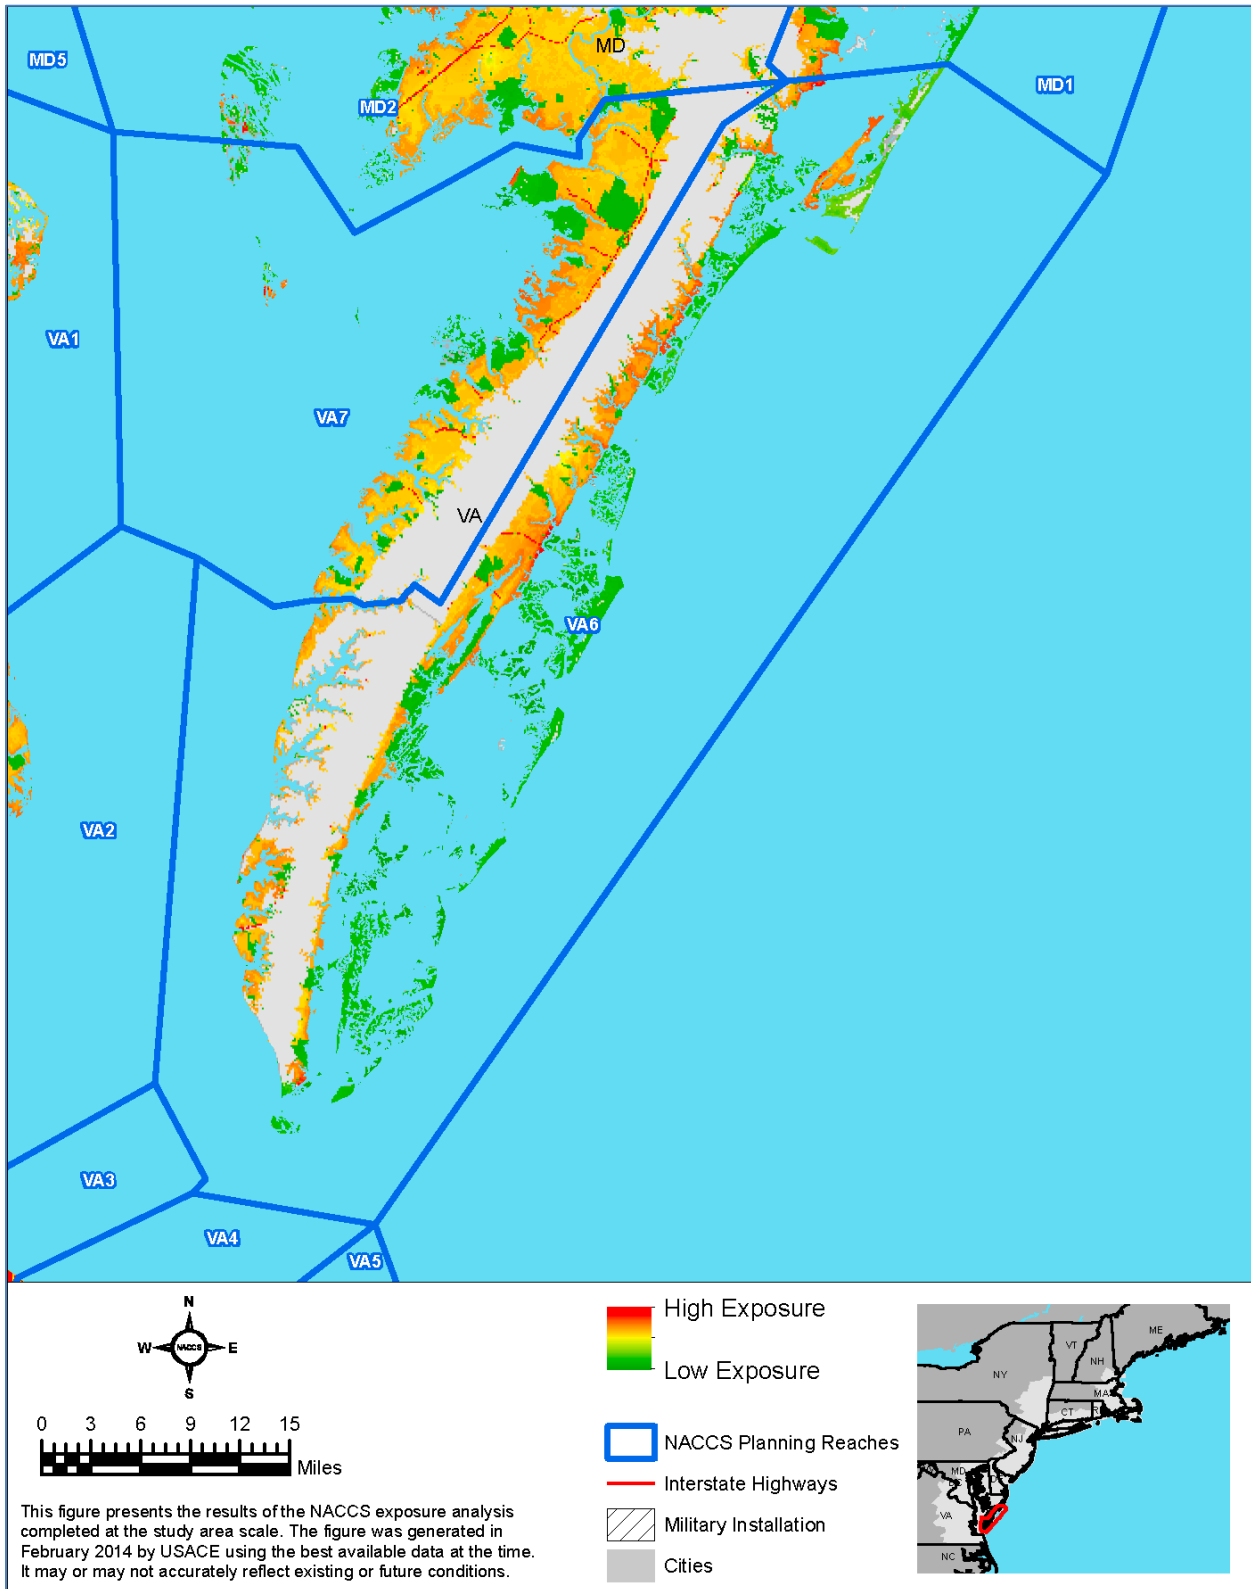 MD
MD5
MD1
MD2
VA1
VA7
VA
VA6
VA2
VA3
VA4
VA5
N
W
NACCS
E
S
0 3 6 9 12 15
Miles
This figure presents the results of the NACCS exposure analysis
completed at the study area scale. The figure was generated in
February 2014 by USACE using the best available data at the time.
It may or may not accurately reflect existing or future conditions.
High Exposure
Low Exposure
NACCS Planning Reaches
Interstate Highways
Military Installation
Cities
ME
VT
NH
NY
MA
CT
PA
NJ
MD
VA
NC